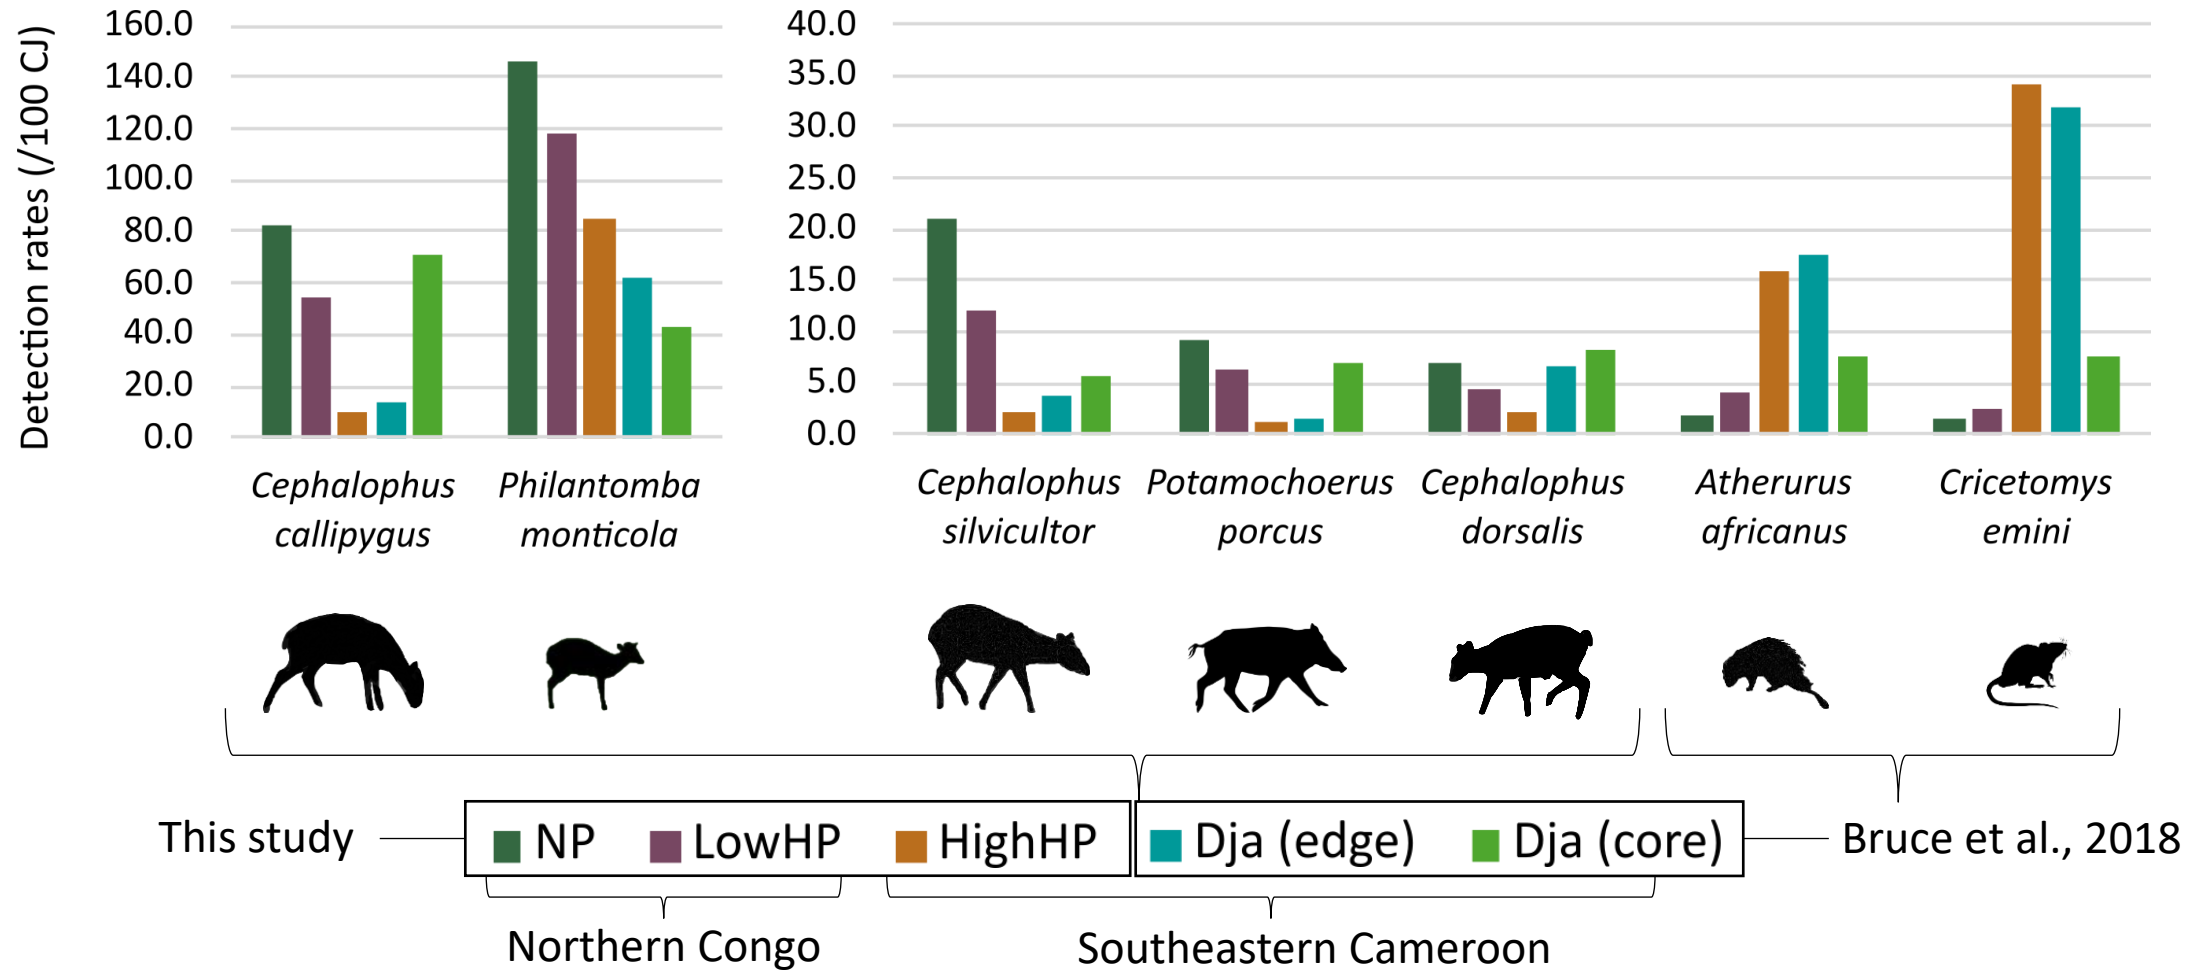 Detection rates (/100 CJ)
160.0
140.0
120.0
100.0
80.0
60.0
40.0
20.0
0.0
Cephalophus
callipygus
Philantomba
monticola
40.0
35.0
30.0
25.0
20.0
15.0
10.0
5.0
0.0
Cephalophus
silvicultor
Potamochoerus
porcus
Cephalophus
dorsalis
Atherurus
africanus
Cricetomys
emini
This study
NP
LowHP
HighHP
Dja (edge)
Dja (core)
Bruce et al., 2018
Northern Congo
Southeastern Cameroon